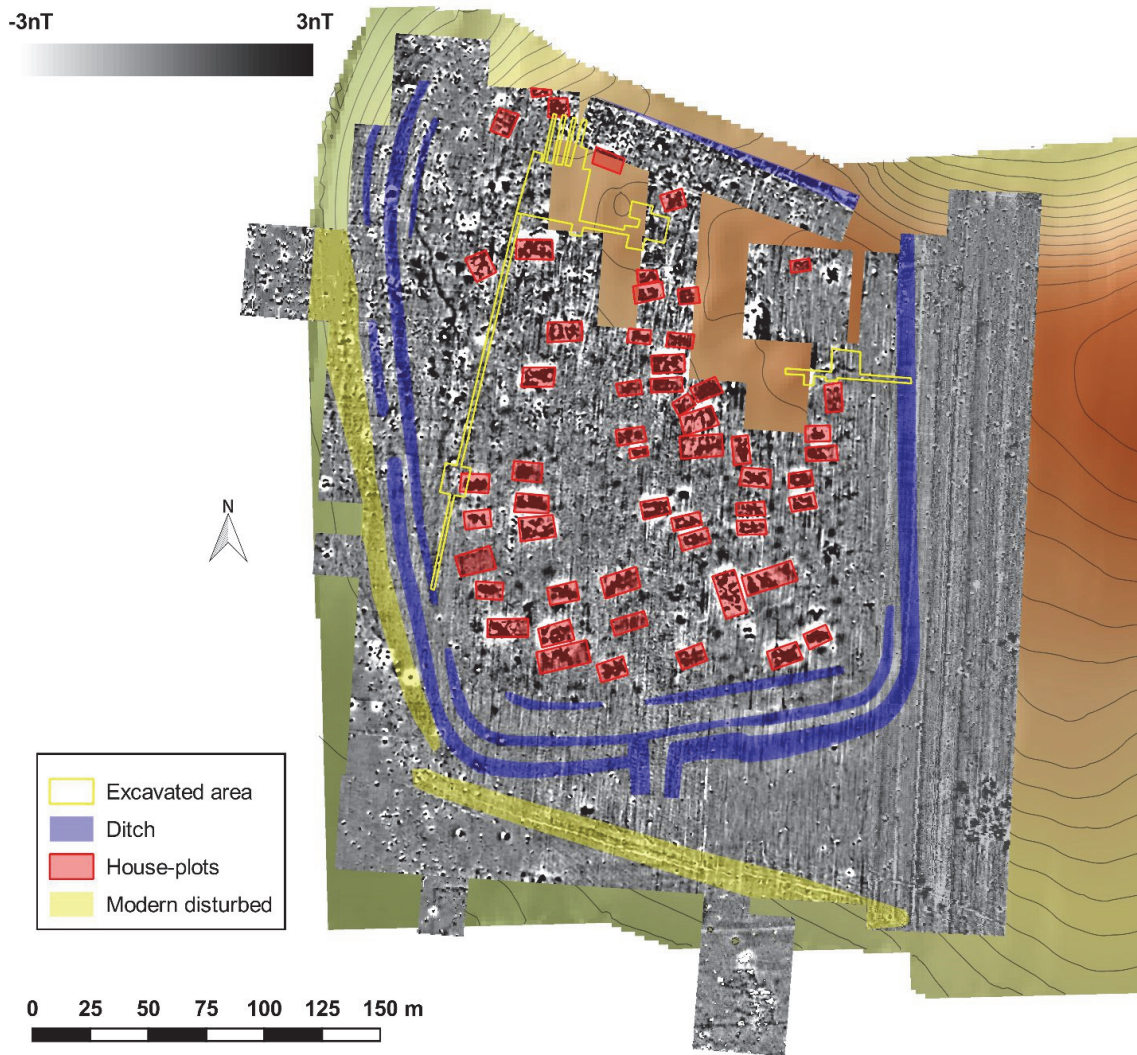 -3nT 3nT
N
Excavated area
Ditch
House-plots
Modern disturbed
0 25 50 75 100 125 150 m